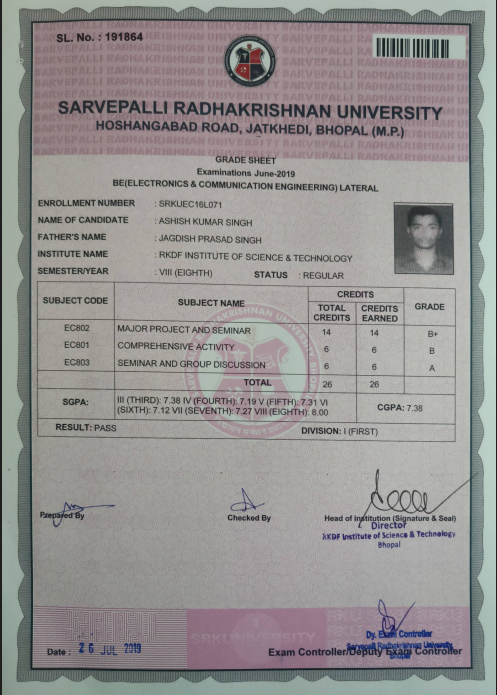 SL. No. : 191864
SARVEPALLI RADHAKRISHNAN UNIVERSITY
HOSHANGABAD ROAD, JATKHEDI, BHOPAL (M.P.)
GRADE SHEET
Examinations June-2019
BE(ELECTRONICS & COMMUNICATION ENGINEERING) LATERAL
ENROLLMENT NUMBER : SRKUEC16L071
NAME OF CANDIDATE : ASHISH KUMAR SINGH
FATHER'S NAME : JAGDISH PRASAD SINGH
INSTITUTE NAME : RKDF INSTITUTE OF SCIENCE & TECHNOLOGY
SEMESTER/YEAR : VIII (EIGHTH) STATUS : REGULAR
SUBJECT CODE SUBJECT NAME CREDITS GRADE
TOTAL CREDITS CREDITS EARNED
EC802 MAJOR PROJECT AND SEMINAR 14 14 B+
EC801 COMPREHENSIVE ACTIVITY 6 6 B
EC803 SEMINAR AND GROUP DISCUSSION 6 6 A
TOTAL 26 26
SGPA: III (THIRD): 7.38 IV (FOURTH): 7.19 V (FIFTH): 7.31 VI
(SIXTH): 7.12 VII (SEVENTH): 7.27 VIII (EIGHTH): 8.00 CGPA: 7.38
RESULT: PASS DIVISION: I (FIRST)
Prepared By Checked By Head of Institution (Signature & Seal)
Director
RKDF Institute of Science & Technology
Bhopal
SRKUNIVERSITY
Dy. Exam Controller
Sarvepalli Radhakrishnan University
Bhopal
Date : 26 JUL 2019 Exam Controller/Deputy Exam Controller